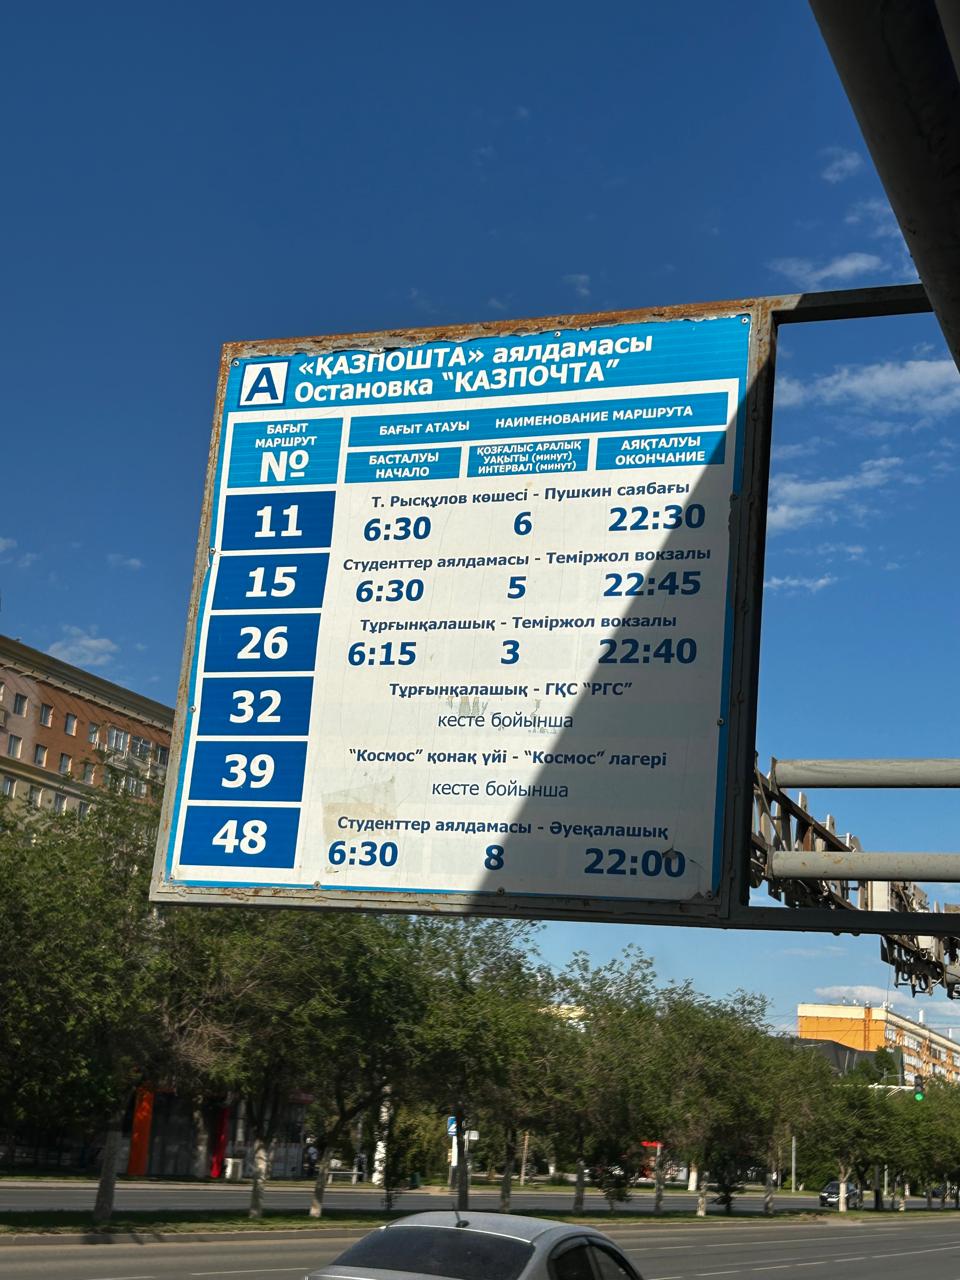 А «ҚАЗПОШТА» аялдамасы
Остановка “КАЗПОЧТА”
БАҒЫТ
МАРШРУТ
№
БАҒЫТ АТАУЫ НАИМЕНОВАНИЕ МАРШРУТА
БАСТАЛУЫ
НАЧАЛО
ҚОЗҒАЛЫС АРАЛЫҚ
УАҚЫТЫ (минут)
ИНТЕРВАЛ (минут)
АЯҚТАЛУЫ
ОКОНЧАНИЕ
11
Т. Рысқұлов көшесі - Пушкин саябағы
6:30 6 22:30
15
Студенттер аялдамасы - Теміржол вокзалы
6:30 5 22:45
26
Тұрғынқалашық - Теміржол вокзалы
6:15 3 22:40
32
Тұрғынқалашық - ГҚС “РГС”
кесте бойынша
39
“Космос” қонақ үйі - “Космос” лагері
кесте бойынша
48
Студенттер аялдамасы - Әуеқалашық
6:30 8 22:00